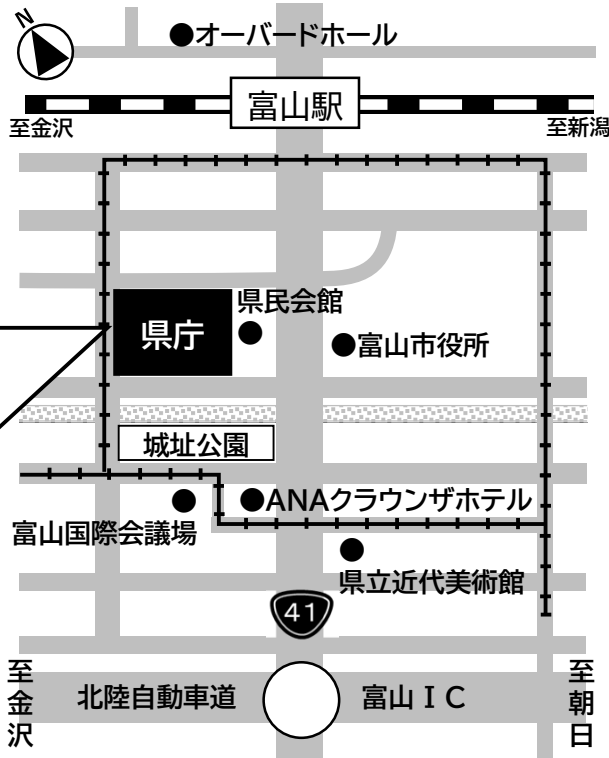 N
●オーバードホール
富山駅
至金沢
至新潟
県民会館
県庁
●富山市役所
城址公園
●ANAクラウンザホテル
富山国際会議場
県立近代美術館
41
至金沢
北陸自動車道
富山IC
至朝日